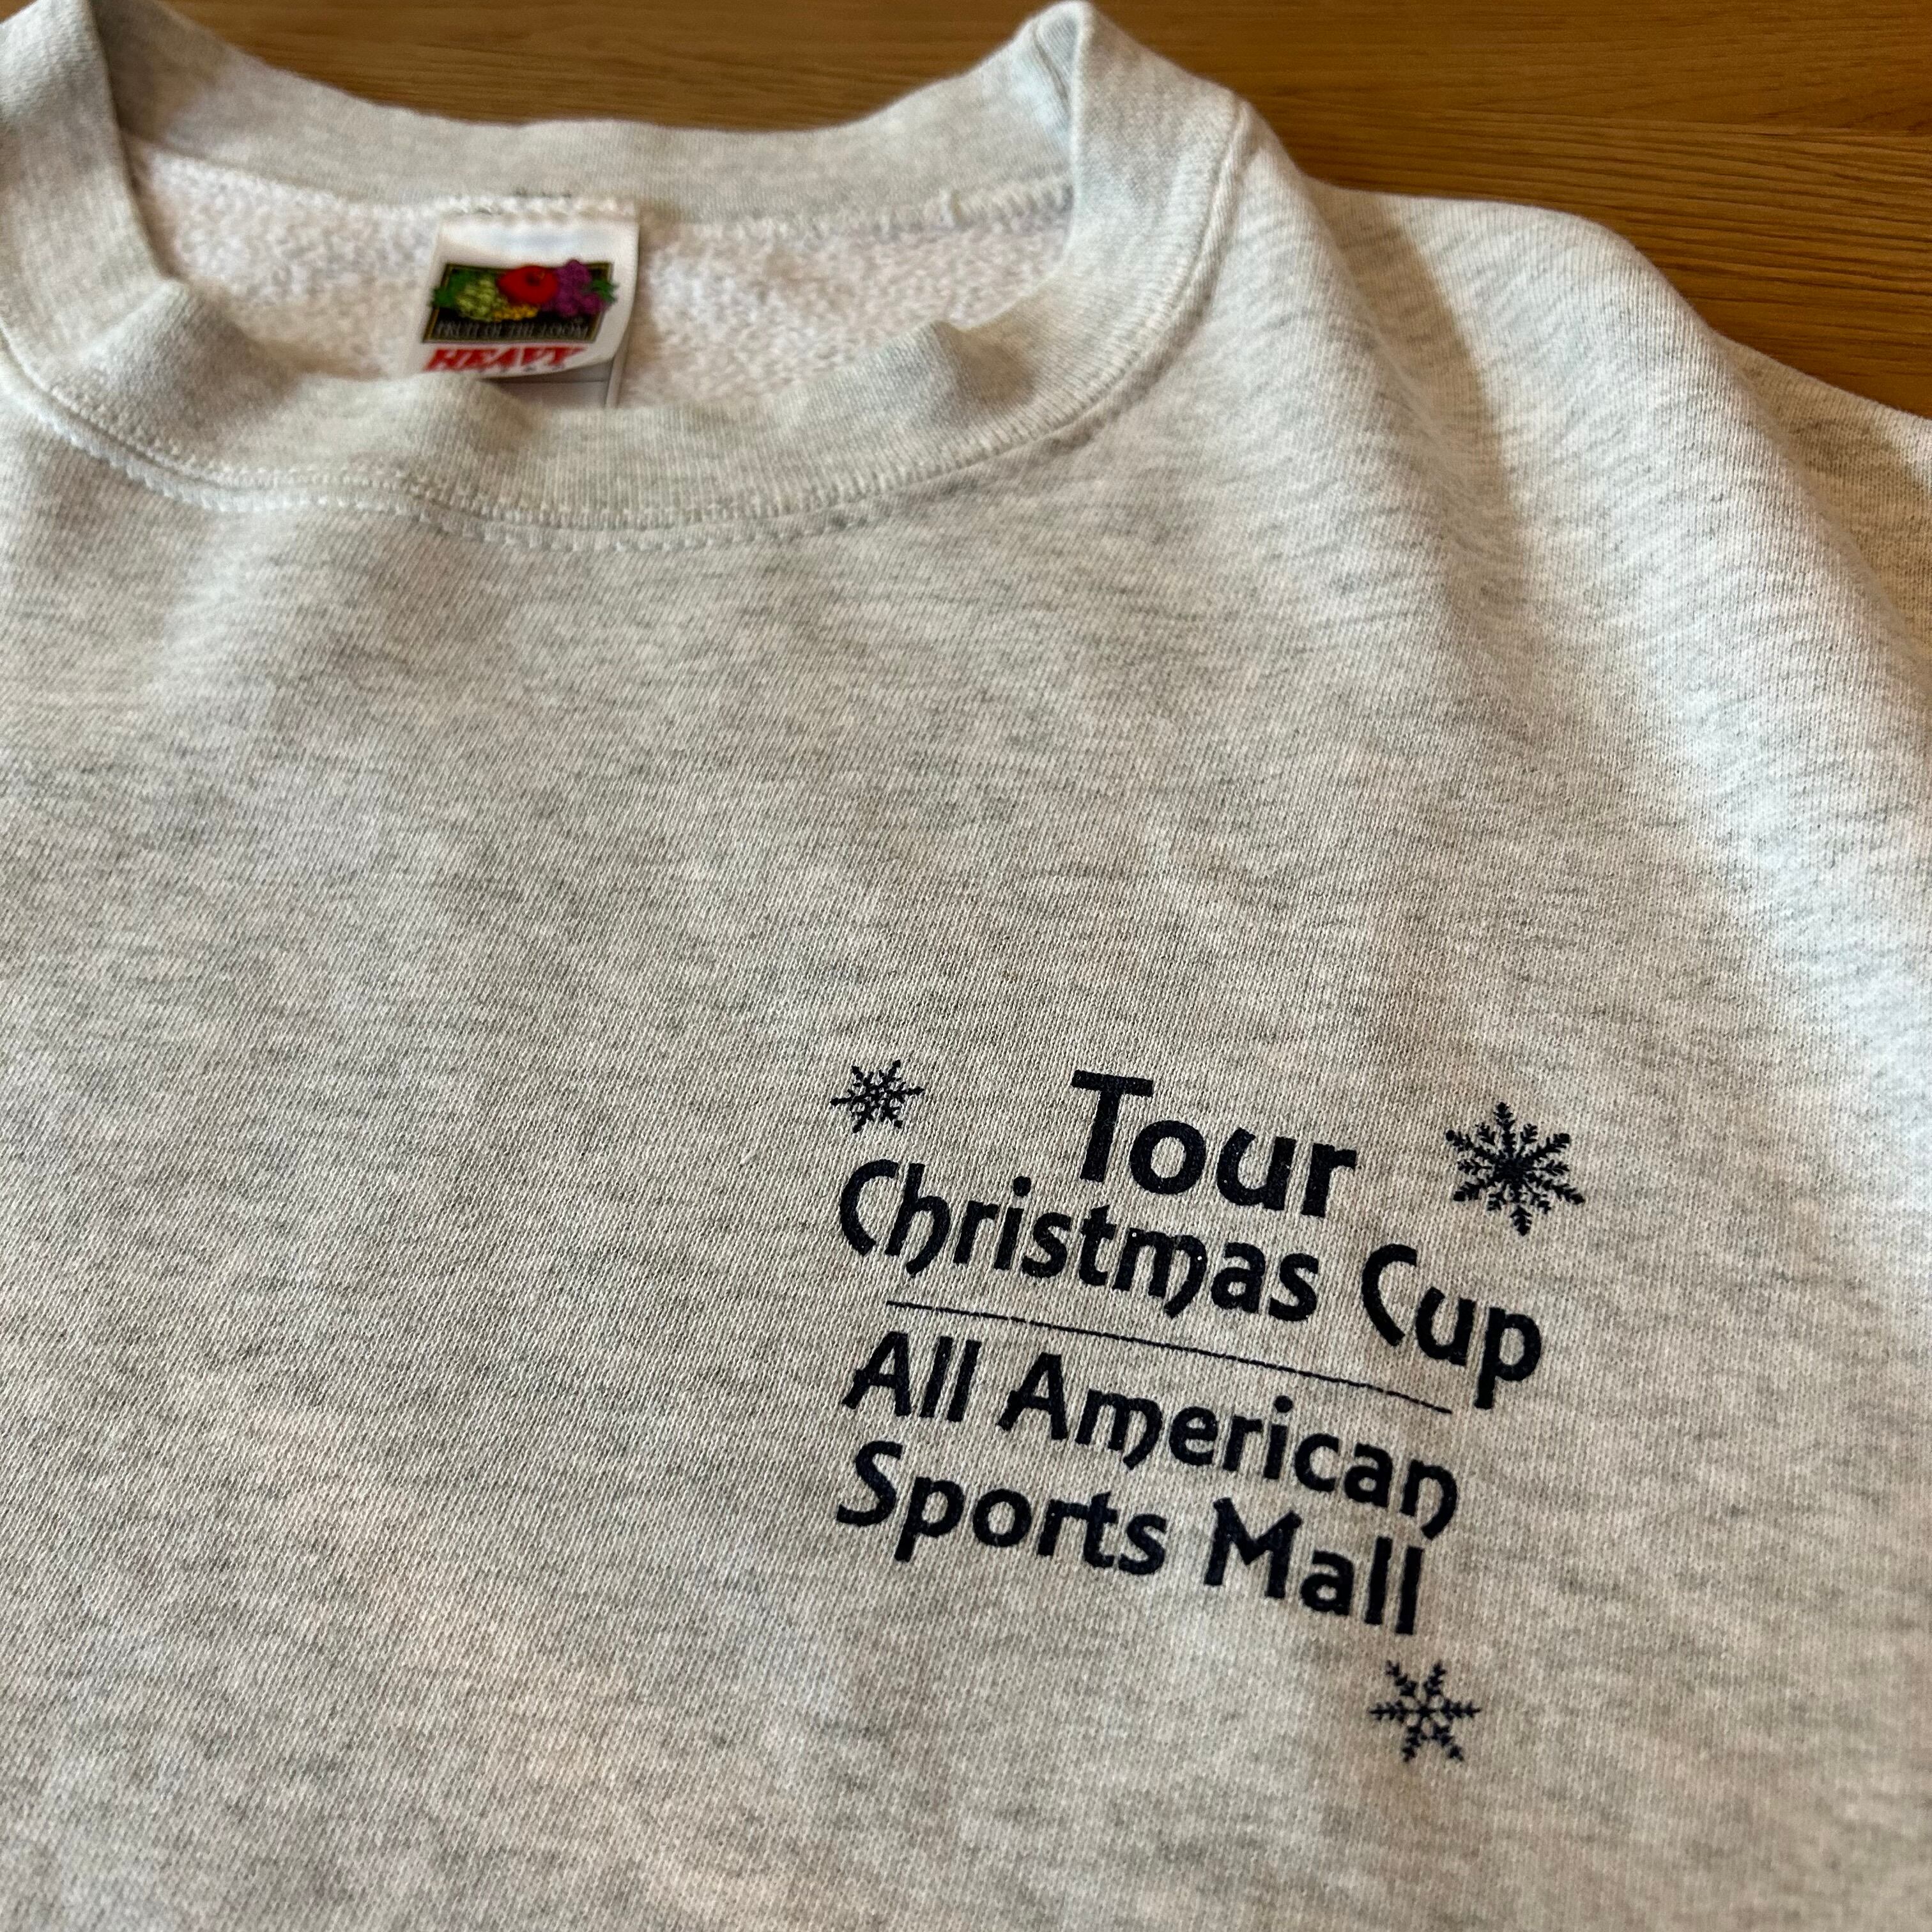 FRUIT OF THE LOOM
HEAVY
Tour
Christmas Cup
All American
Sports Mall